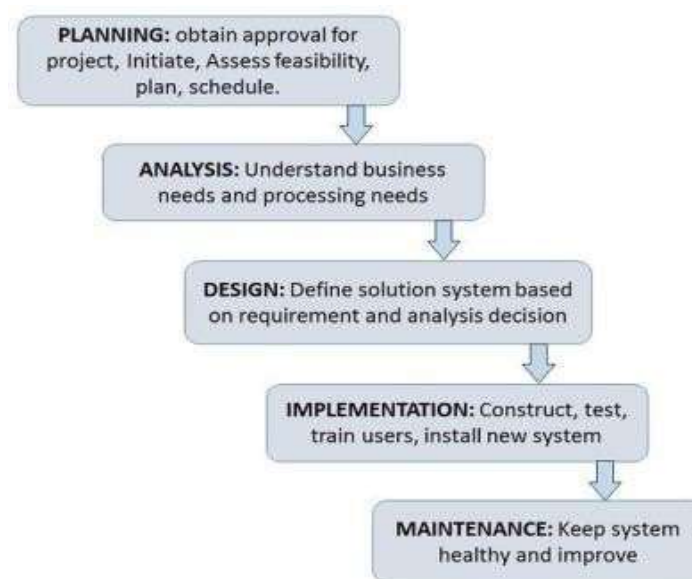 PLANNING: obtain approval for
project, Initiate, Assess feasibility,
plan, schedule.
ANALYSIS: Understand business
needs and processing needs
DESIGN: Define solution system based
on requirement and analysis decision
IMPLEMENTATION: Construct, test,
train users, install new system
MAINTENANCE: Keep system
healthy and improve